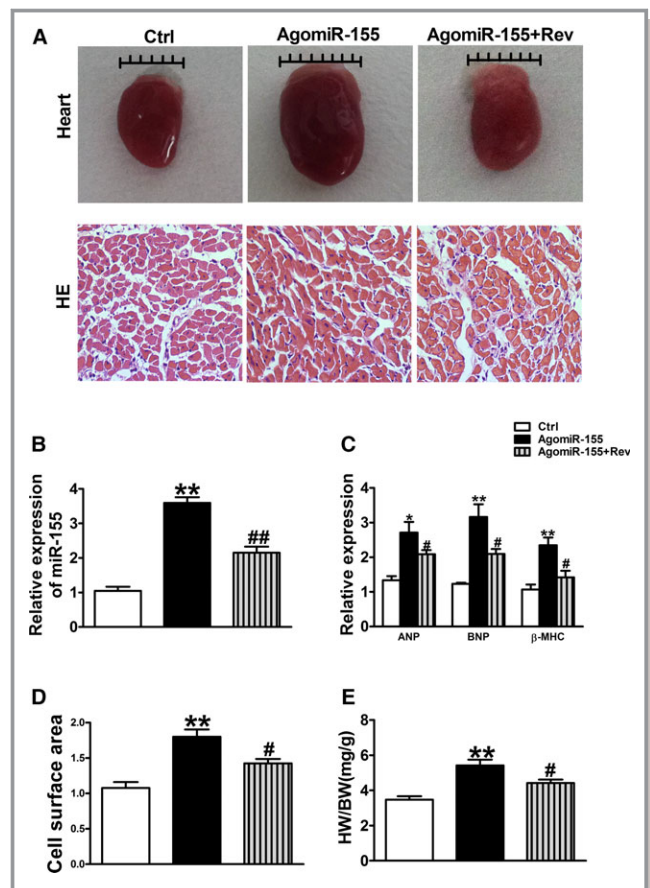 A
Ctrl
AgomiR-155
AgomiR-155+Rev
Heart
HE
B
C
Ctrl
AgomiR-155
AgomiR-155+Rev
Relative expression
of miR-155
4
3
2
1
0
**
##
Relative expression
4
3
2
1
0
* # ** # ** #
ANP BNP β-MHC
D
E
Cell surface area
2.0
1.5
1.0
0.5
0.0
**
#
HW/BW(mg/g)
8
6
4
2
0
**
#